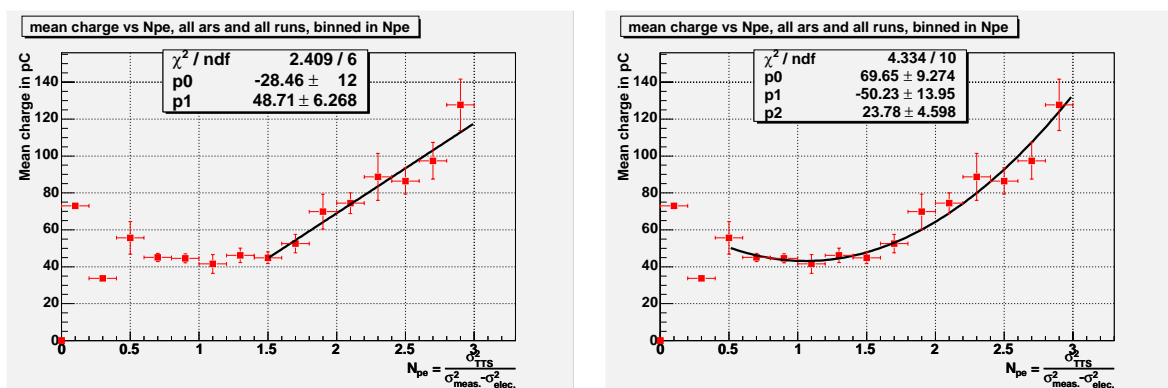 mean charge vs Npe, all ars and all runs, binned in Npe
χ² / ndf 2.409 / 6
p0 -28.46 ± 12
p1 48.71 ± 6.268
Mean charge in pC
140
120
100
80
60
40
20
0
0 0.5 1 1.5 2 2.5 3
N_pe = σ²_TTS / σ²_meas.-σ²_elec.
mean charge vs Npe, all ars and all runs, binned in Npe
χ² / ndf 4.334 / 10
p0 69.65 ± 9.274
p1 -50.23 ± 13.95
p2 23.78 ± 4.598
Mean charge in pC
140
120
100
80
60
40
20
0
0 0.5 1 1.5 2 2.5 3
N_pe = σ²_TTS / σ²_meas.-σ²_elec.